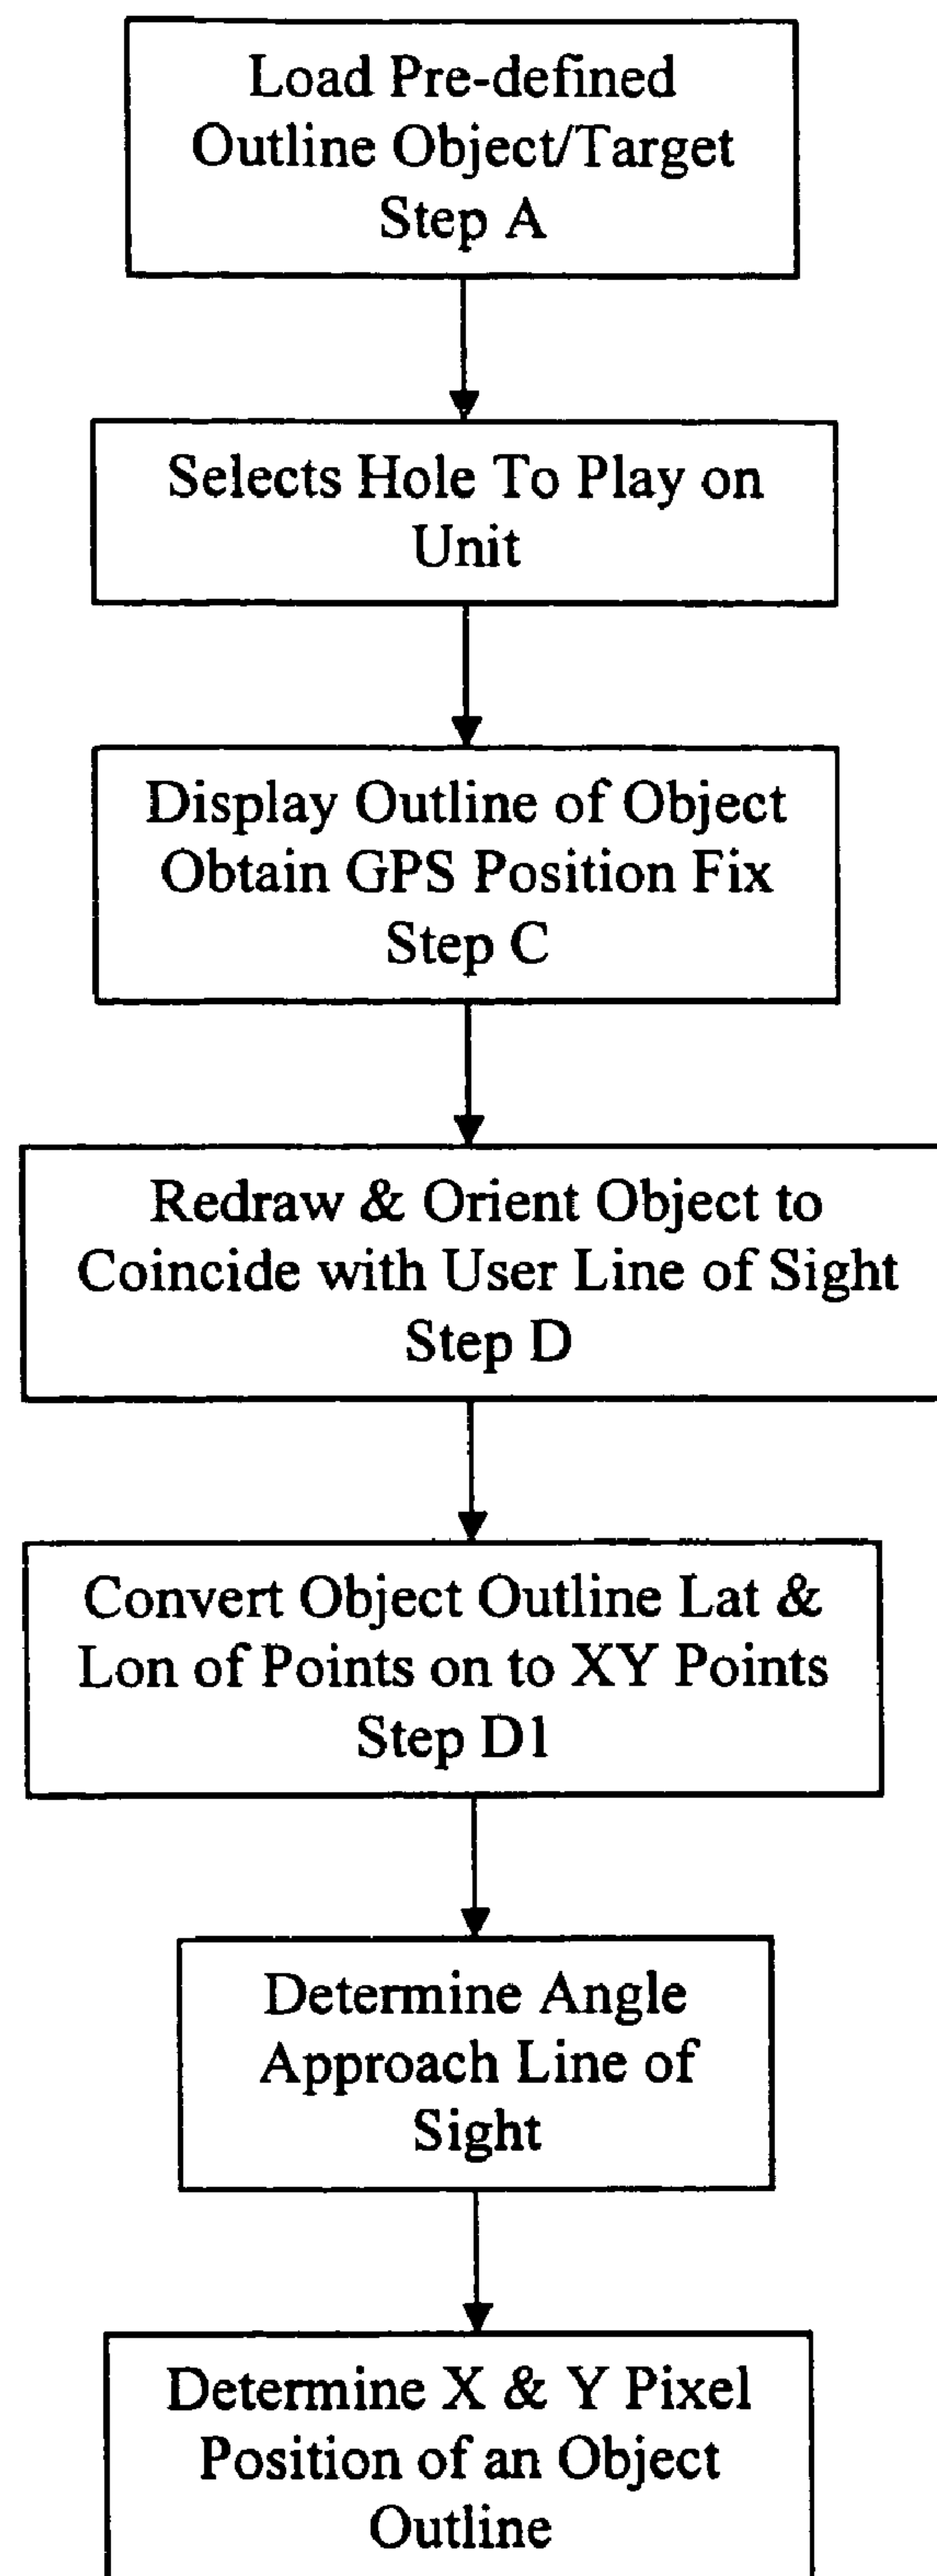 Load Pre-defined
Outline Object/Target
Step A
Selects Hole To Play on
Unit
Display Outline of Object
Obtain GPS Position Fix
Step C
Redraw & Orient Object to
Coincide with User Line of Sight
Step D
Convert Object Outline Lat &
Lon of Points on to XY Points
Step D1
Determine Angle
Approach Line of
Sight
Determine X & Y Pixel
Position of an Object
Outline